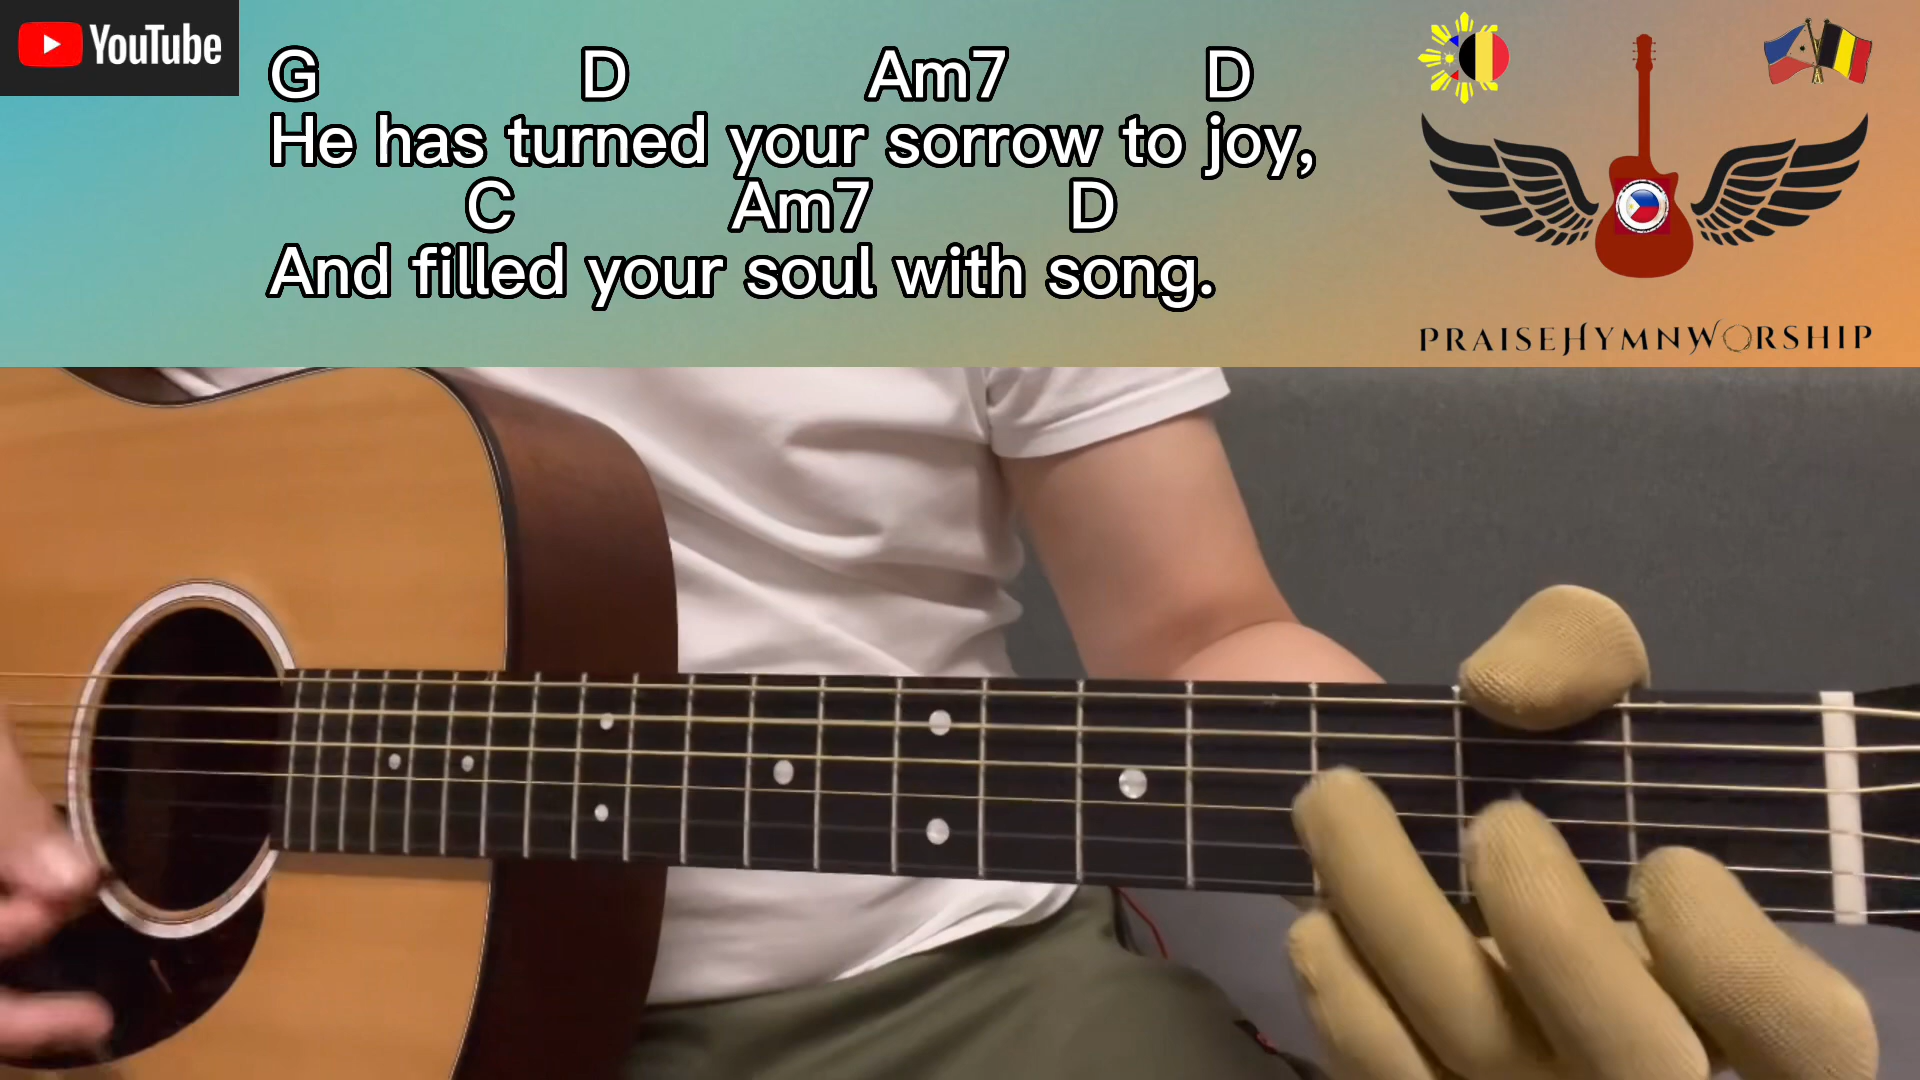 YouTube
G D Am7 D
He has turned your sorrow to joy,
C Am7 D
And filled your soul with song.
PRAISEHYMNWORSHIP